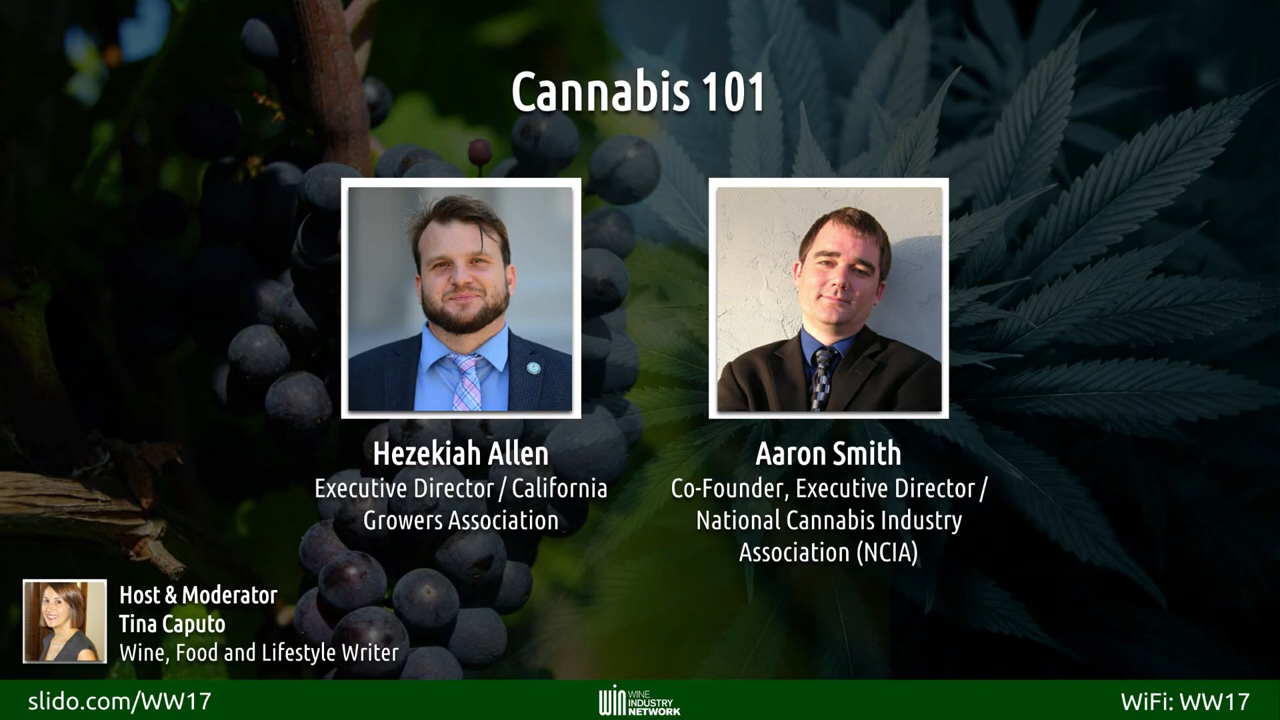 Cannabis 101
Hezekiah Allen
Executive Director / California
Growers Association
Aaron Smith
Co-Founder, Executive Director /
National Cannabis Industry
Association (NCIA)
Host & Moderator
Tina Caputo
Wine, Food and Lifestyle Writer
slido.com/WW17
win WINE
INDUSTRY
NETWORK
WiFi: WW17